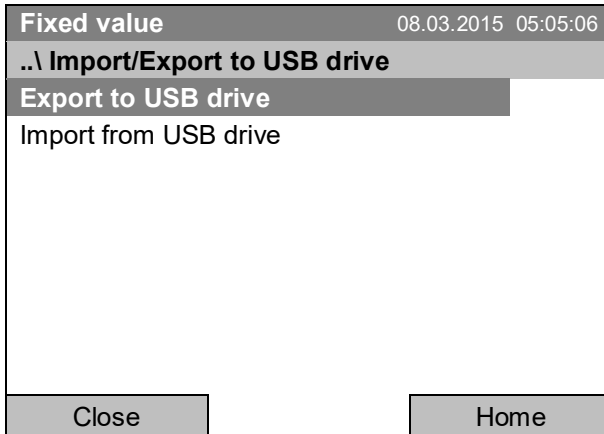 Fixed value 08.03.2015 05:05:06
..\ Import/Export to USB drive
Export to USB drive
Import from USB drive
Close Home